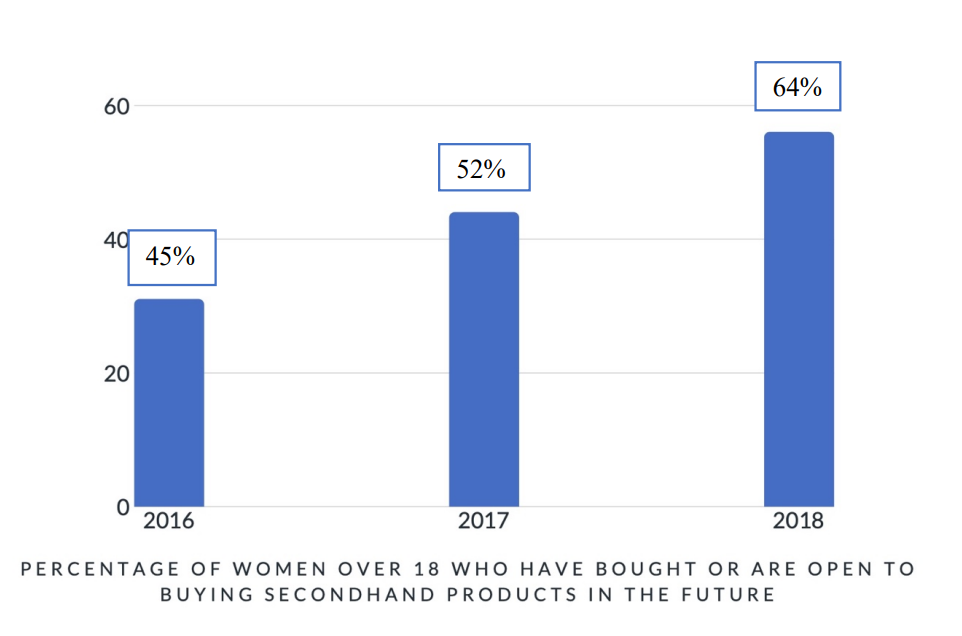 64%
60
52%
40
45%
20
0
2016 2017 2018
PERCENTAGE OF WOMEN OVER 18 WHO HAVE BOUGHT OR ARE OPEN TO
BUYING SECONDHAND PRODUCTS IN THE FUTURE